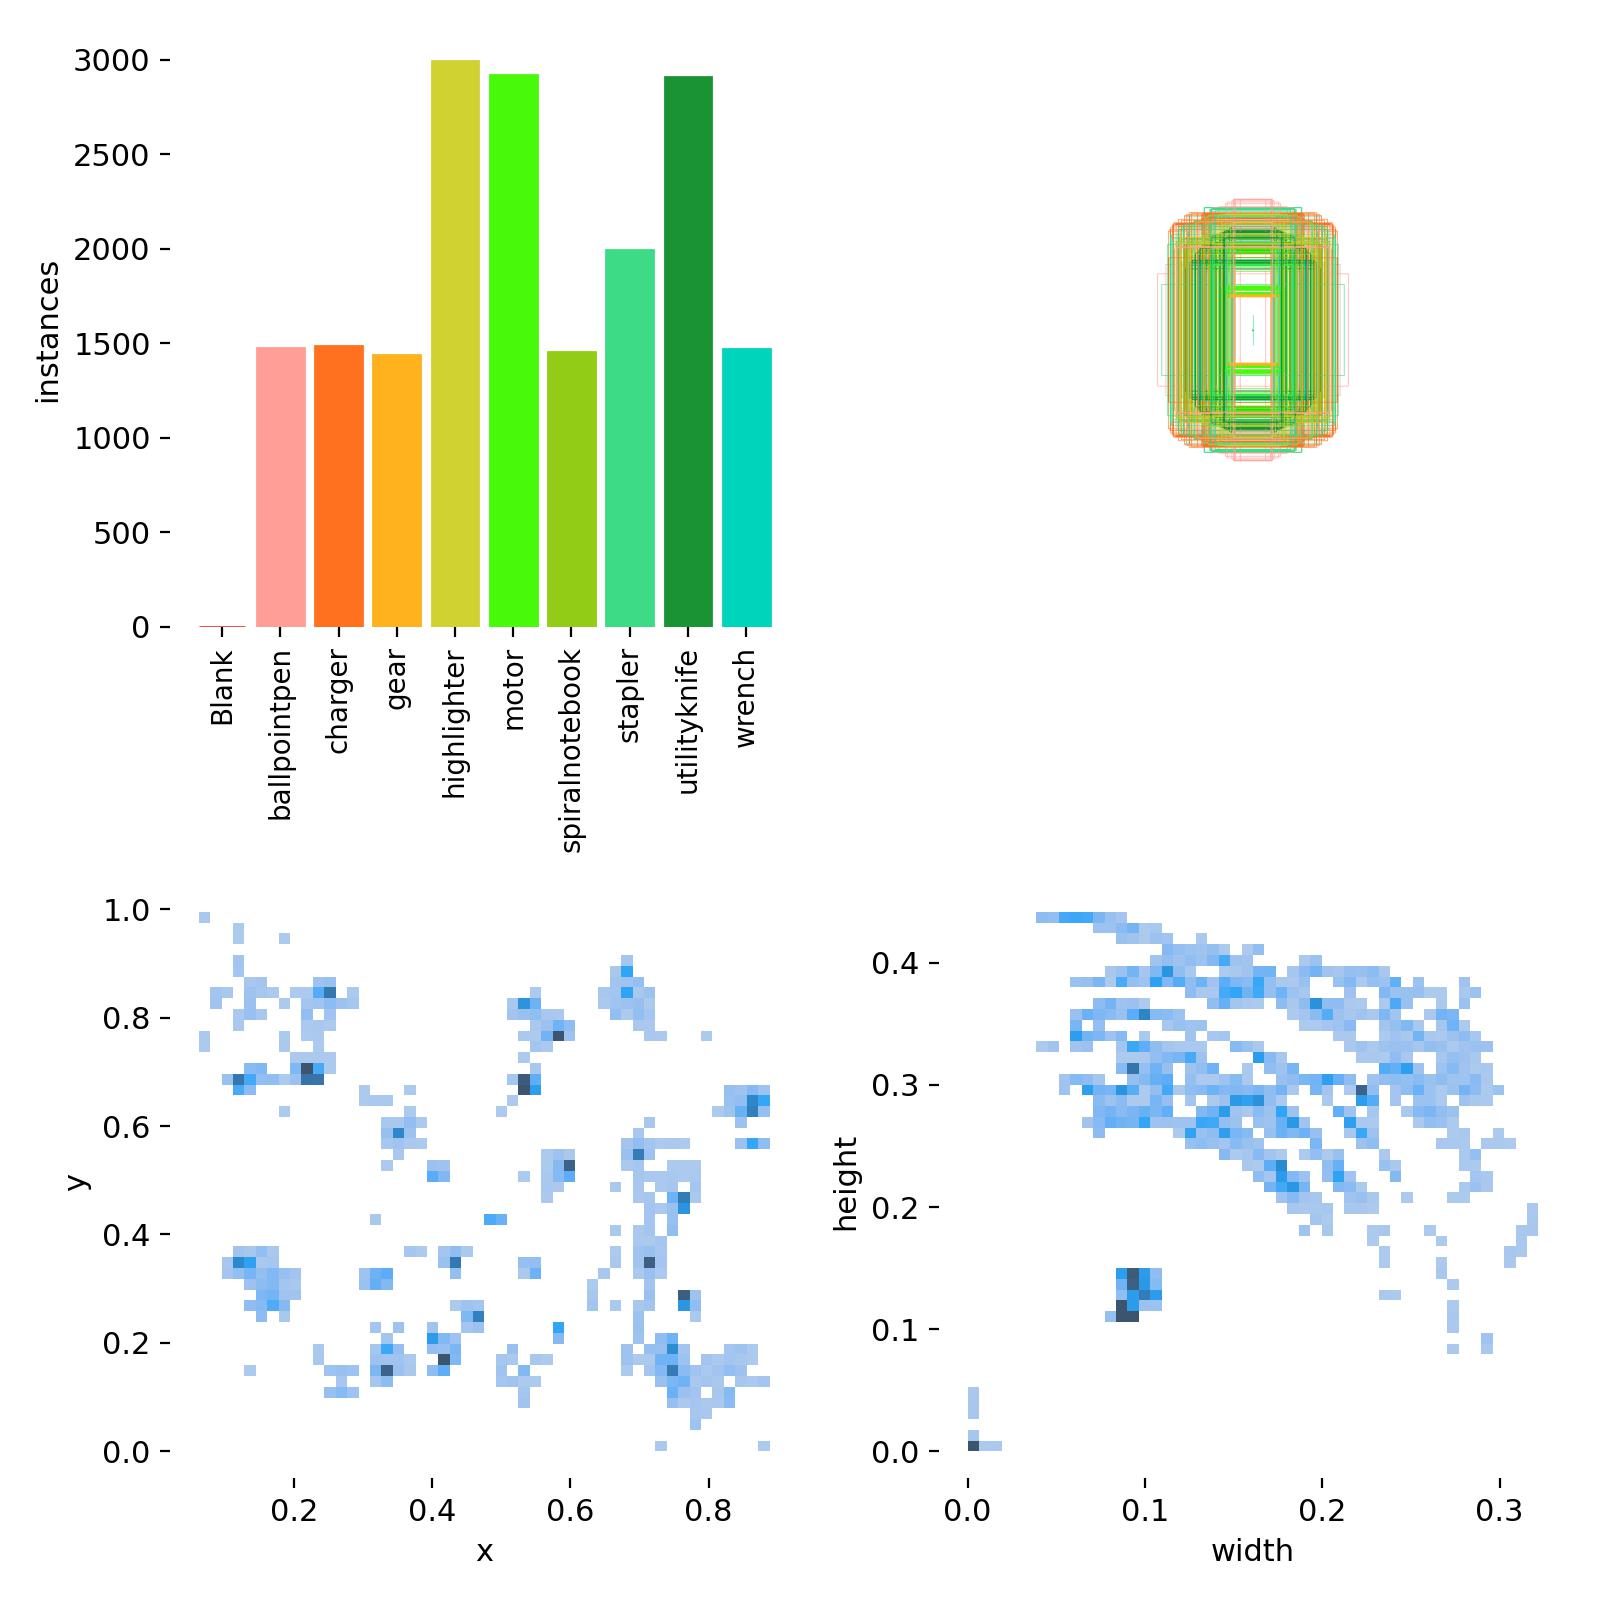 3000
2500
2000
1500
1000
500
0
instances
Blank
ballpointpen
charger
gear
highlighter
motor
spiralnotebook
stapler
utilityknife
wrench
1.0
0.8
0.6
0.4
0.2
0.0
y
0.2 0.4 0.6 0.8
x
0.4
0.3
0.2
0.1
0.0
height
0.0 0.1 0.2 0.3
width